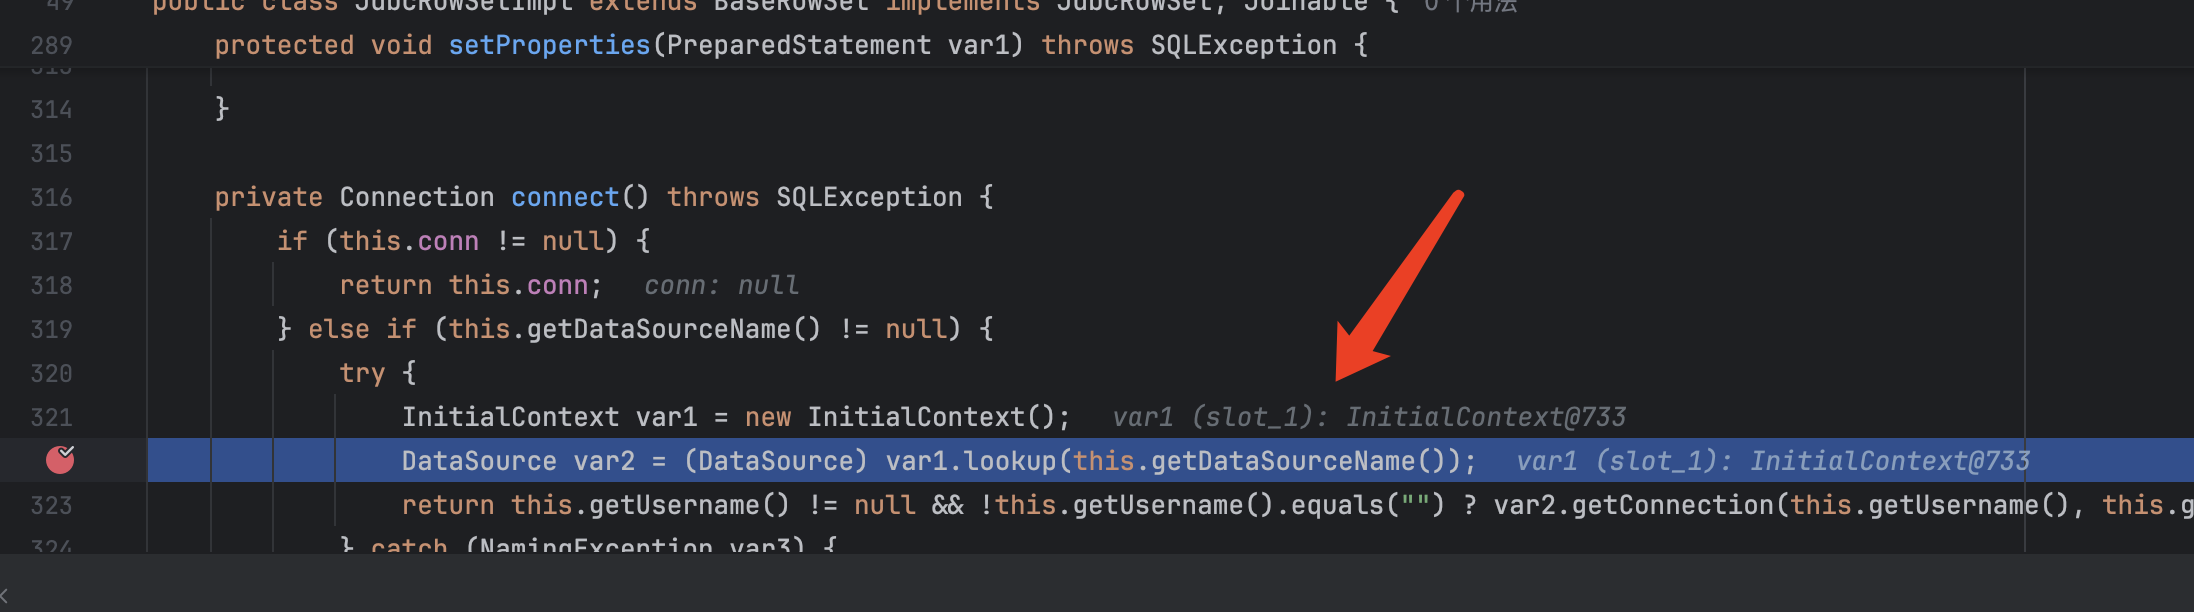 49 public class JdbcRowSetImpl extends BaseRowSet implements JdbcRowSet, Joinable { 0个用法
289 protected void setProperties(PreparedStatement var1) throws SQLException {
313
314 }
315
316 private Connection connect() throws SQLException {
317 if (this.conn != null) {
318 return this.conn; conn: null
319 } else if (this.getDataSourceName() != null) {
320 try {
321 InitialContext var1 = new InitialContext(); var1 (slot_1): InitialContext@733
DataSource var2 = (DataSource) var1.lookup(this.getDataSourceName()); var1 (slot_1): InitialContext@733
323 return this.getUsername() != null && !this.getUsername().equals("") ? var2.getConnection(this.getUsername(), this.g
324 } catch (NamingException var3) {